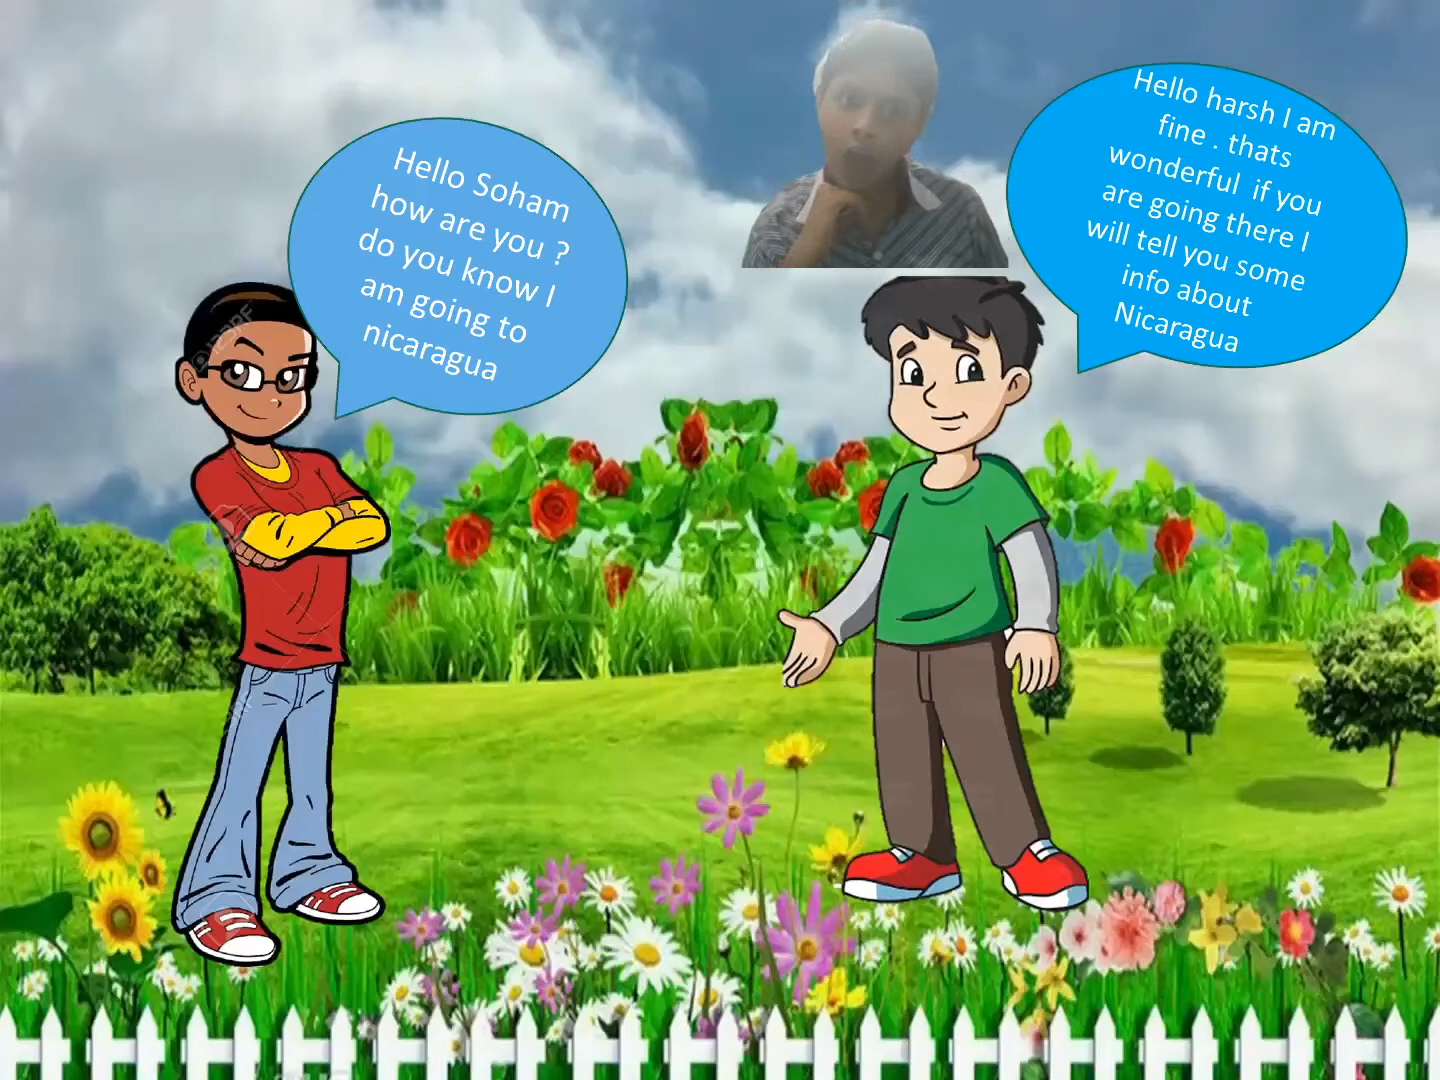 Hello Soham
how are you ?
do you know I
am going to
nicaragua
Hello harsh I am
fine . thats
wonderful  if you
are going there I
will tell you some
info about
Nicaragua